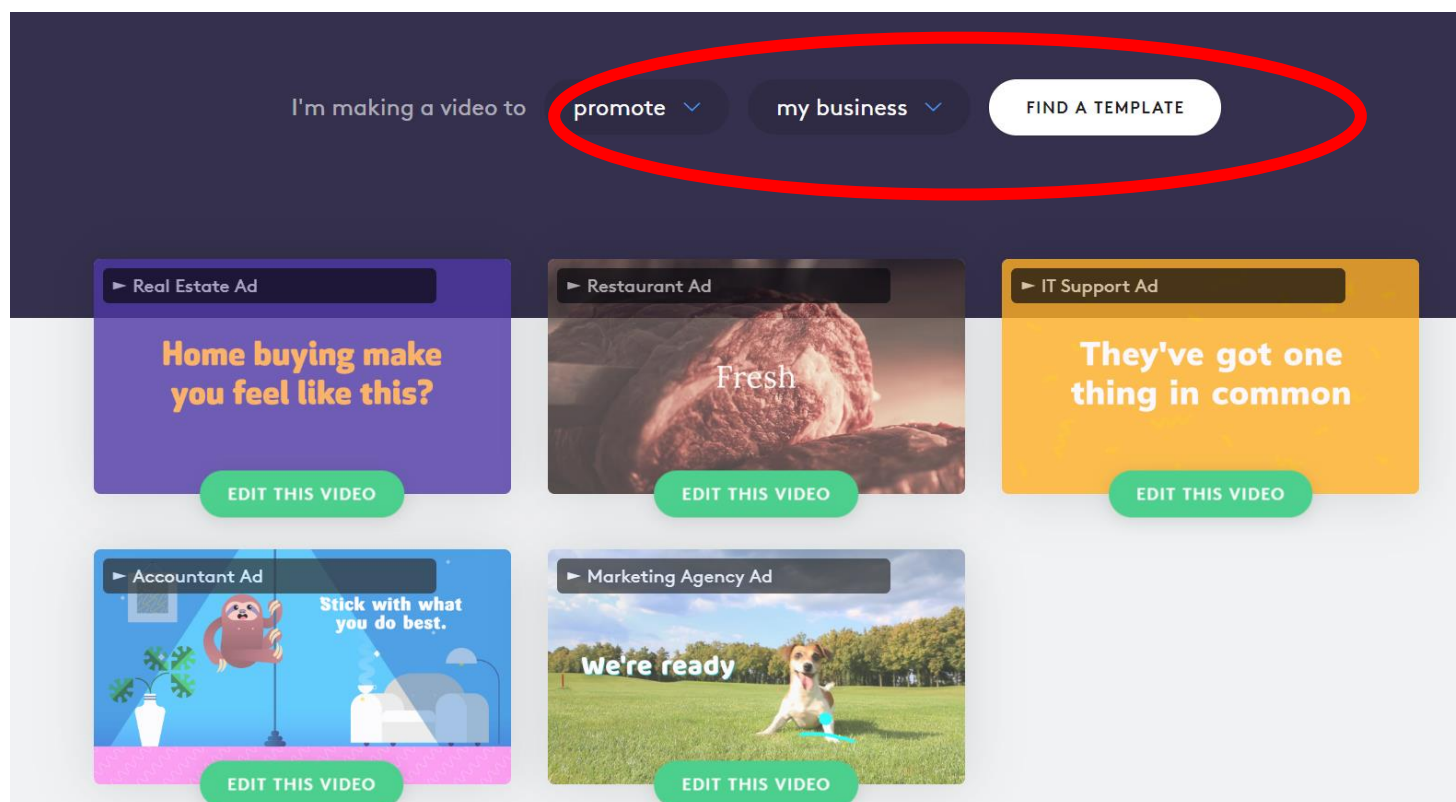 I'm making a video to promote my business FIND A TEMPLATE
► Real Estate Ad
Home buying make
you feel like this?
EDIT THIS VIDEO
► Restaurant Ad
Fresh
EDIT THIS VIDEO
► IT Support Ad
They've got one
thing in common
EDIT THIS VIDEO
► Accountant Ad
Stick with what
you do best.
EDIT THIS VIDEO
► Marketing Agency Ad
We're ready
EDIT THIS VIDEO